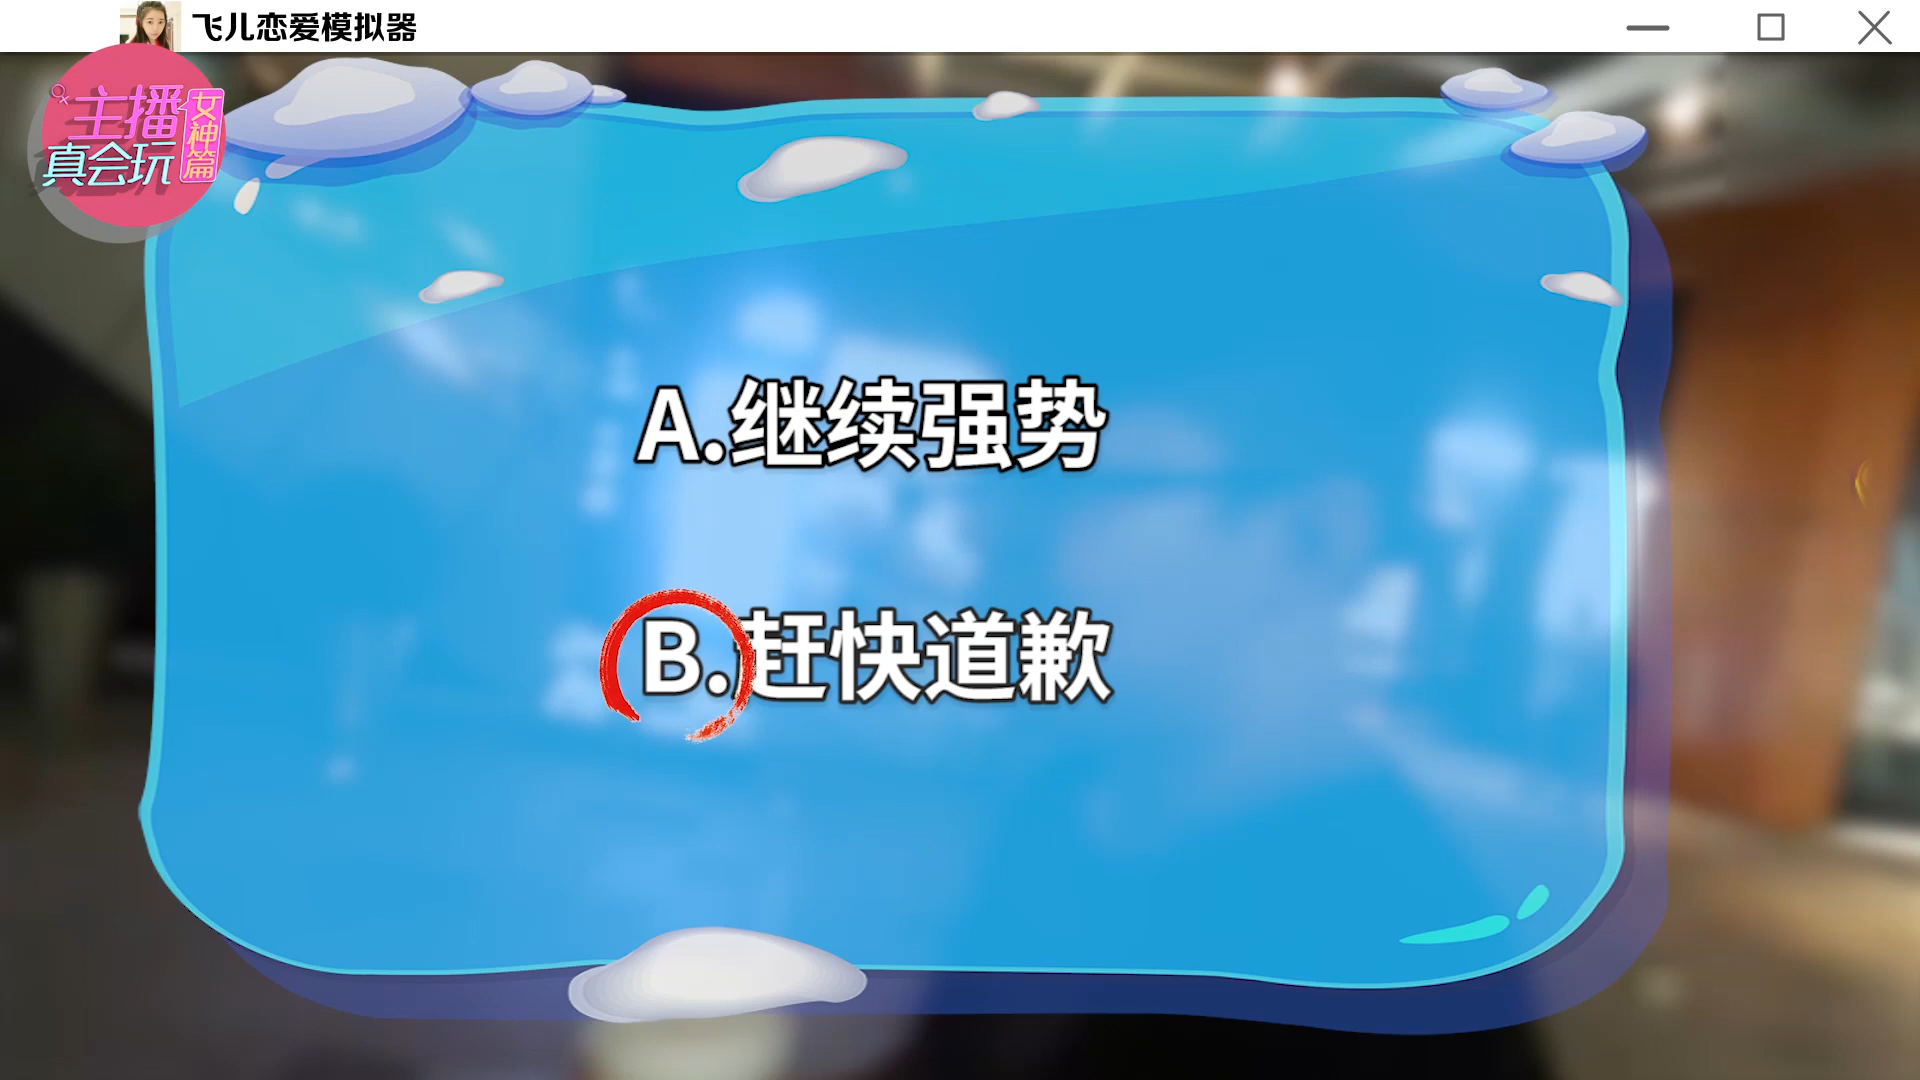 飞儿恋爱模拟器
主播
真会玩
女神篇
A.继续强势
B.赶快道歉